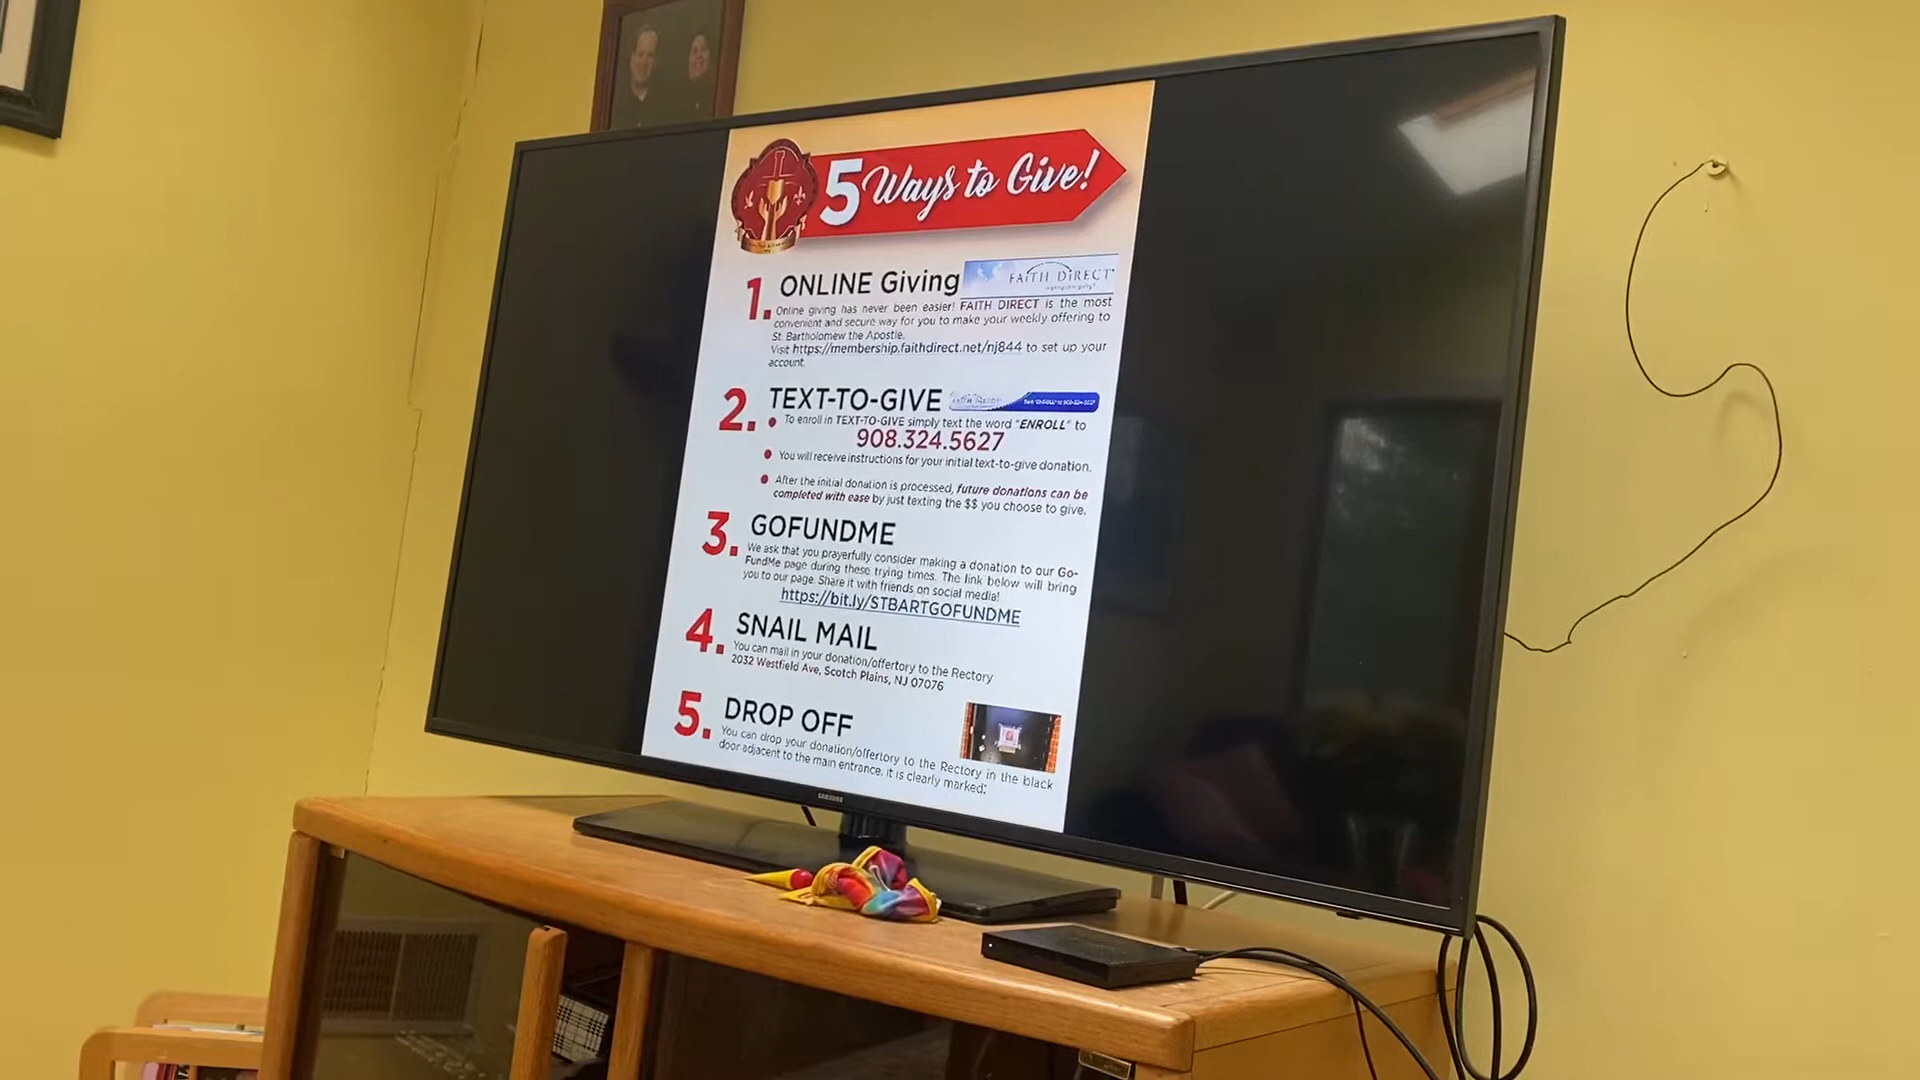 5 Ways to Give!
1. ONLINE Giving
FAITH DIRECT
Online giving has never been easier! FAITH DIRECT is the most
convenient and secure way for you to make your weekly offering to
St. Bartholomew the Apostle.
Visit https://membership.faithdirect.net/nj844 to set up your
account.
2. TEXT-TO-GIVE
FAITH DIRECT Text "ENROLL" to 908-324-5627
To enroll in TEXT-TO-GIVE simply text the word "ENROLL" to
908.324.5627
You will receive instructions for your initial text-to-give donation.
After the initial donation is processed, future donations can be
completed with ease by just texting the $$ you choose to give.
3. GOFUNDME
We ask that you prayerfully consider making a donation to our Go-
FundMe page during these trying times. The link below will bring
you to our page. Share it with friends on social media!
https://bit.ly/STBARTGOFUNDME
4. SNAIL MAIL
You can mail in your donation/offertory to the Rectory
2032 Westfield Ave, Scotch Plains, NJ 07076
5. DROP OFF
You can drop your donation/offertory to the Rectory in the black
door adjacent to the main entrance. it is clearly marked:
SAMSUNG